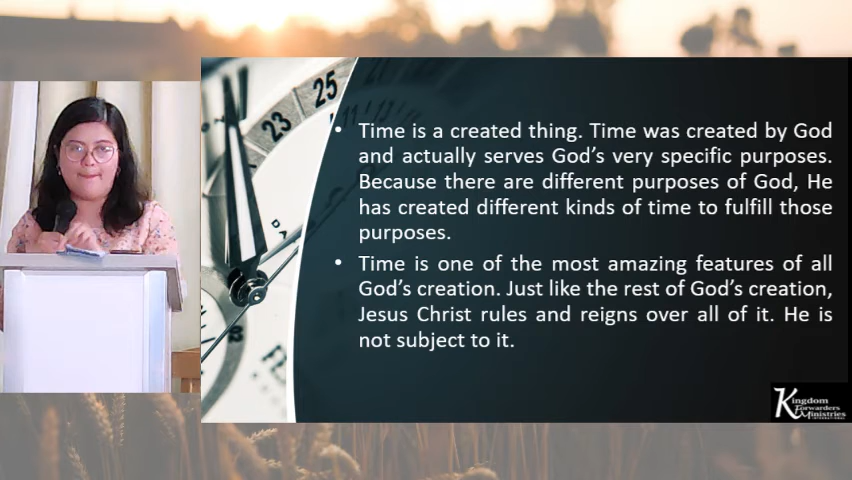 23
25
• Time is a created thing. Time was created by God
and actually serves God’s very specific purposes.
Because there are different purposes of God, He
has created different kinds of time to fulfill those
purposes.
• Time is one of the most amazing features of all
God’s creation. Just like the rest of God’s creation,
Jesus Christ rules and reigns over all of it. He is
not subject to it.
Kingdom
Forwarders
Ministries
INTERNATIONAL